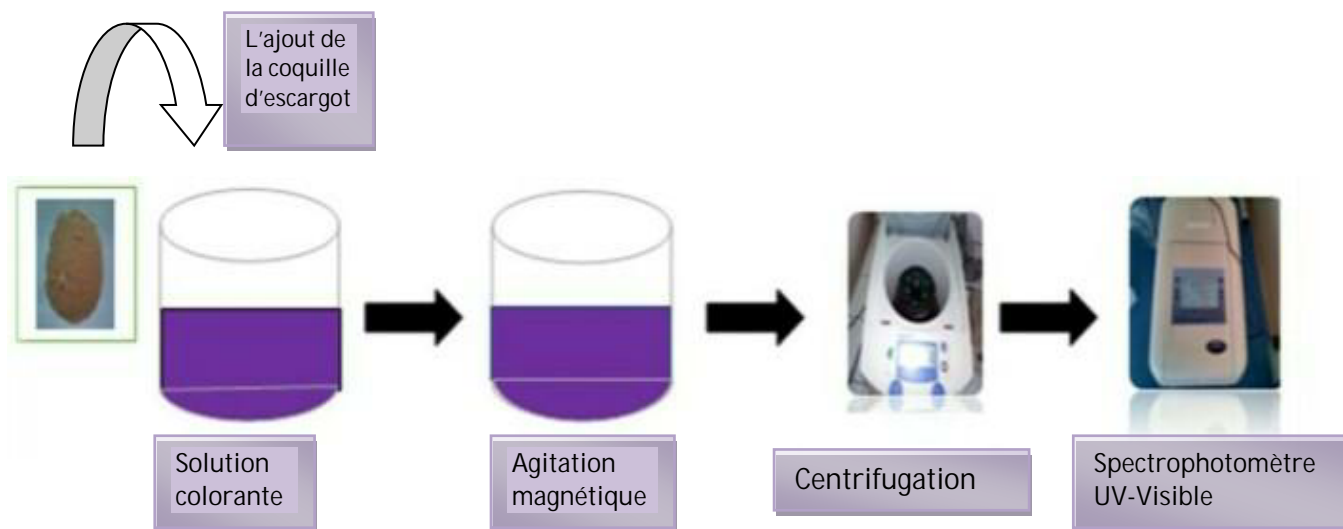 L'ajout de
la coquille
d'escargot
Solution
colorante
Agitation
magnétique
Centrifugation
Spectrophotomètre
UV-Visible